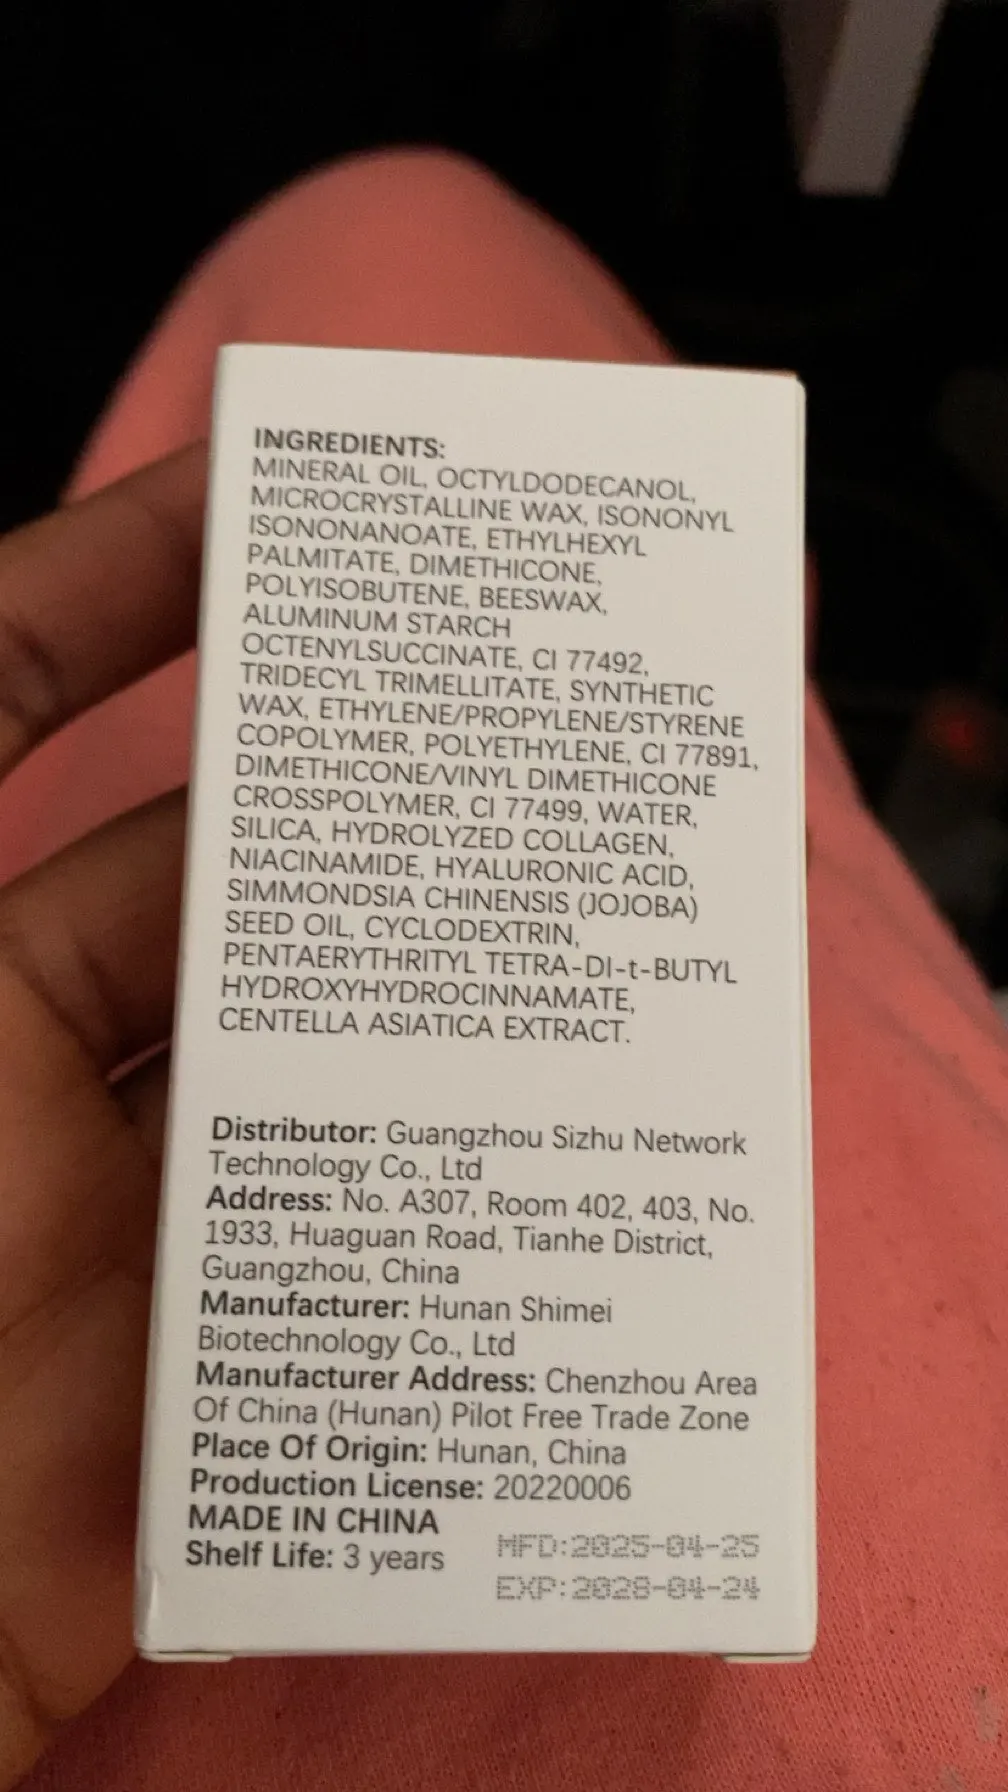 INGREDIENTS:
MINERAL OIL, OCTYLDODECANOL,
MICROCRYSTALLINE WAX, ISONONYL
ISONONANOATE, ETHYLHEXYL
PALMITATE, DIMETHICONE,
POLYISOBUTENE, BEESWAX,
ALUMINUM STARCH
OCTENYLSUCCINATE, CI 77492,
TRIDECYL TRIMELLITATE, SYNTHETIC
WAX, ETHYLENE/PROPYLENE/STYRENE
COPOLYMER, POLYETHYLENE, CI 77891,
DIMETHICONE/VINYL DIMETHICONE
CROSSPOLYMER, CI 77499, WATER,
SILICA, HYDROLYZED COLLAGEN,
NIACINAMIDE, HYALURONIC ACID,
SIMMONDSIA CHINENSIS (JOJOBA)
SEED OIL, CYCLODEXTRIN,
PENTAERYTHRITYL TETRA-DI-t-BUTYL
HYDROXYHYDROCINNAMATE,
CENTELLA ASIATICA EXTRACT.
Distributor: Guangzhou Sizhu Network
Technology Co., Ltd
Address: No. A307, Room 402, 403, No.
1933, Huaguan Road, Tianhe District,
Guangzhou, China
Manufacturer: Hunan Shimei
Biotechnology Co., Ltd
Manufacturer Address: Chenzhou Area
Of China (Hunan) Pilot Free Trade Zone
Place Of Origin: Hunan, China
Production License: 20220006
MADE IN CHINA
Shelf Life: 3 years
MFD:2025-04-25
EXP:2028-04-24